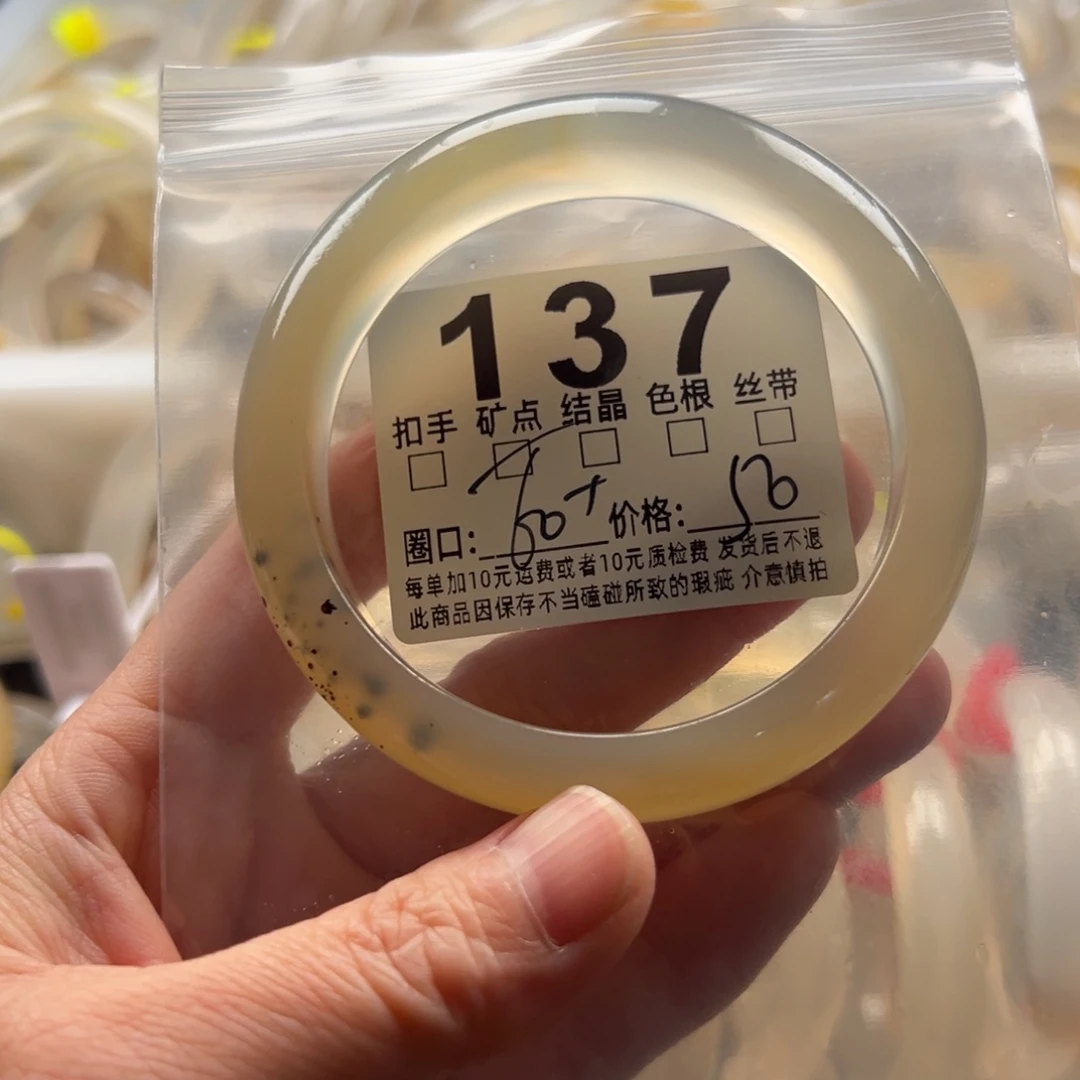 137
扣手 矿点 结晶 色根 丝带
圈口: 60+ 价格: 150
每单加10元运费或者10元质检费 发货后不退
此商品因保存不当磕碰所致的瑕疵 介意慎拍